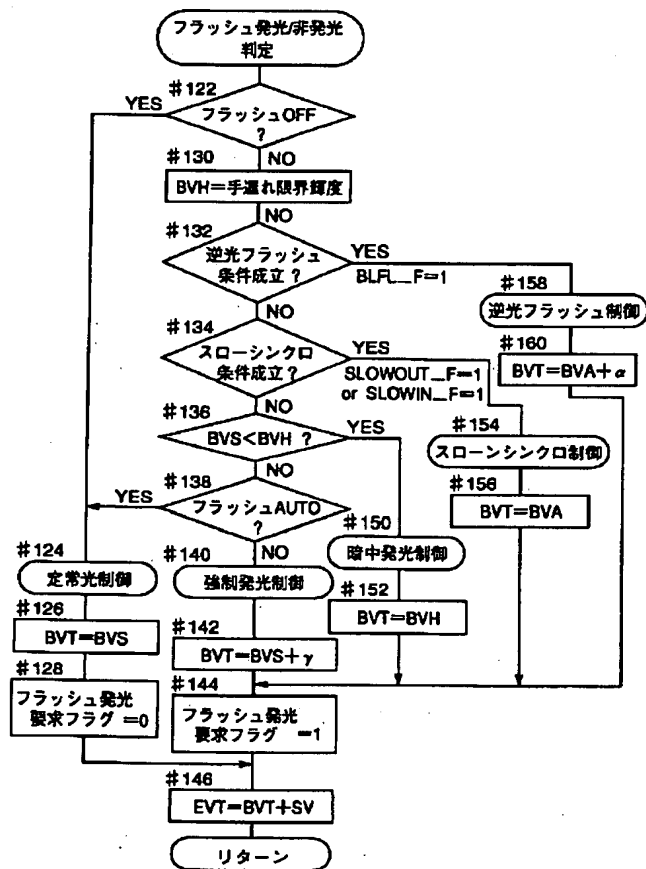 フラッシュ発光/非発光
判定
#122
YES
フラッシュOFF
?
#130
NO
BVH=手遅れ限界輝度
NO
#132
逆光フラッシュ
条件成立?
YES
BLFL_F=1
#158
逆光フラッシュ制御
NO
#134
#160
BVT=BVA+α
スローシンクロ
条件成立?
YES
SLOWOUT_F=1
or SLOWIN_F=1
NO
#136
#154
BVS<BVH ?
YES
スローンシンクロ制御
NO
#138
#156
YES
フラッシュAUTO
?
BVT=BVA
#150
#124
#140
NO
暗中発光制御
定常光制御
強制発光制御
#152
#126
BVT=BVH
BVT=BVS
#142
BVT=BVS+γ
#128
#144
フラッシュ発光
要求フラグ =0
フラッシュ発光
要求フラグ =1
#146
EVT=BVT+SV
リターン